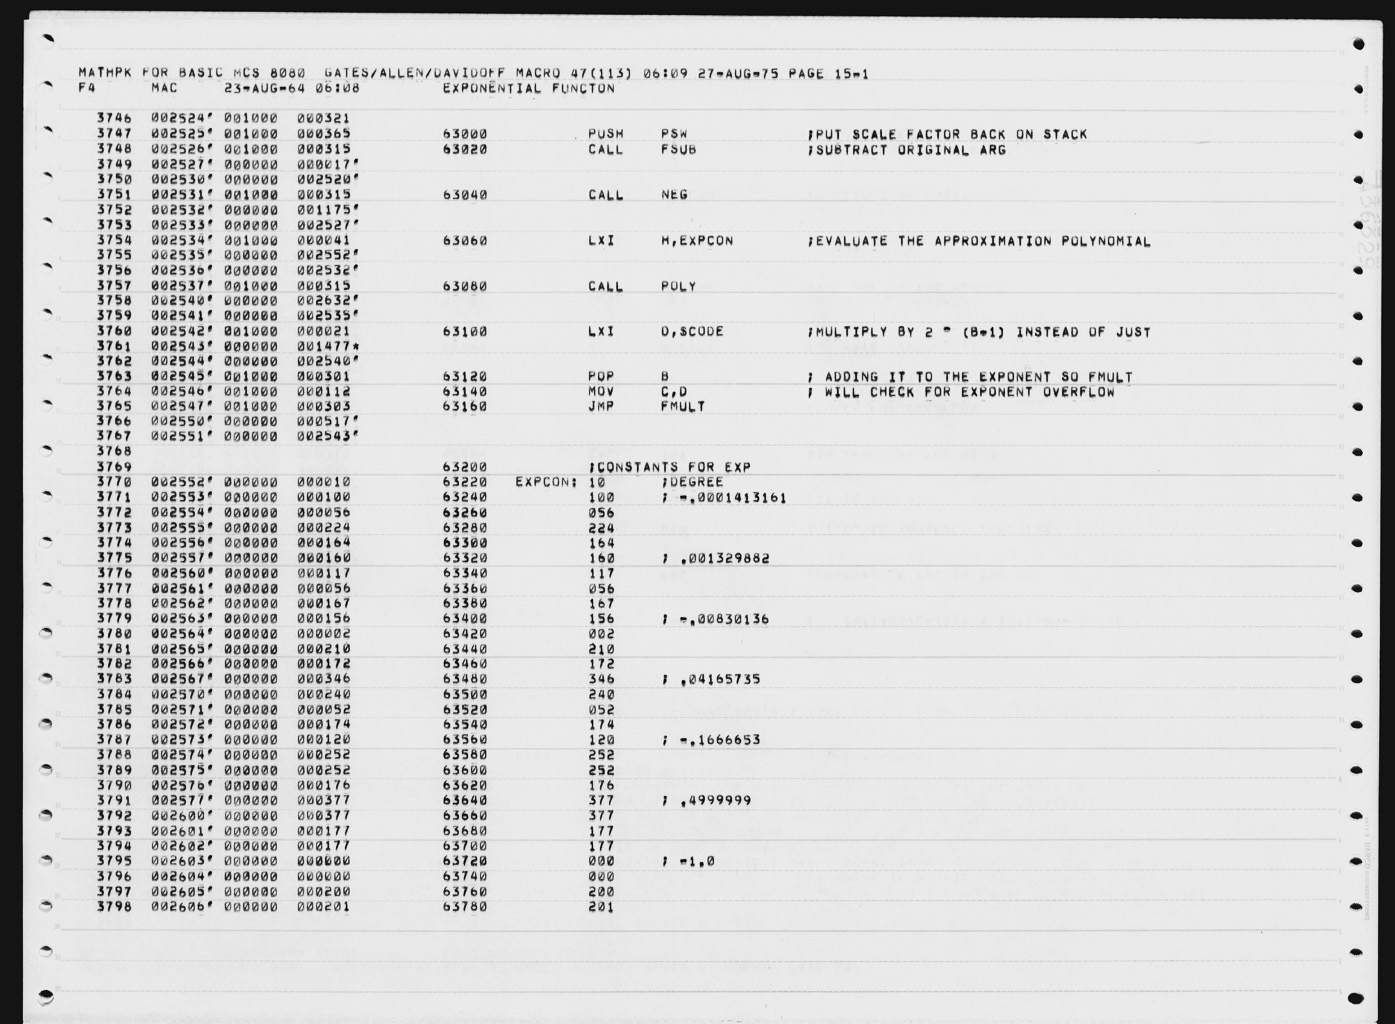 MATHPK FOR BASIC MCS 8080  GATES/ALLEN/DAVIDOFF MACRO 47(113) 06:09 27-AUG-75 PAGE 15-1
F4      MAC     23-AUG-64 06:08         EXPONENTIAL FUNCTON
3746  002524' 001000  000321
3747  002525' 001000  000365  63000  PUSH  PSW  ;PUT SCALE FACTOR BACK ON STACK
3748  002526' 001000  000315  63020  CALL  FSUB  ;SUBTRACT ORIGINAL ARG
3749  002527' 000000  000017'
3750  002530' 000000  002520'
3751  002531' 001000  000315  63040  CALL  NEG
3752  002532' 000000  001175'
3753  002533' 000000  002527'
3754  002534' 001000  000041  63060  LXI  H,EXPCON  ;EVALUATE THE APPROXIMATION POLYNOMIAL
3755  002535' 000000  002552'
3756  002536' 000000  002532'
3757  002537' 001000  000315  63080  CALL  POLY
3758  002540' 000000  002632'
3759  002541' 000000  002535'
3760  002542' 001000  000021  63100  LXI  D,SCODE  ;MULTIPLY BY 2 ^ (B-1) INSTEAD OF JUST
3761  002543' 000000  001477*
3762  002544' 000000  002540'
3763  002545' 001000  000301  63120  POP  B  ; ADDING IT TO THE EXPONENT SO FMULT
3764  002546' 001000  000112  63140  MOV  C,D  ; WILL CHECK FOR EXPONENT OVERFLOW
3765  002547' 001000  000303  63160  JMP  FMULT
3766  002550' 000000  000517'
3767  002551' 000000  002543'
3768
3769  63200  ;CONSTANTS FOR EXP
3770  002552' 000000  000010  63220  EXPCON: 10  ;DEGREE
3771  002553' 000000  000100  63240  100  ; -.0001413161
3772  002554' 000000  000056  63260  056
3773  002555' 000000  000224  63280  224
3774  002556' 000000  000164  63300  164
3775  002557' 000000  000160  63320  160  ; .001329882
3776  002560' 000000  000117  63340  117
3777  002561' 000000  000056  63360  056
3778  002562' 000000  000167  63380  167
3779  002563' 000000  000156  63400  156  ; -.00830136
3780  002564' 000000  000002  63420  002
3781  002565' 000000  000210  63440  210
3782  002566' 000000  000172  63460  172
3783  002567' 000000  000346  63480  346  ; .04165735
3784  002570' 000000  000240  63500  240
3785  002571' 000000  000052  63520  052
3786  002572' 000000  000174  63540  174
3787  002573' 000000  000120  63560  120  ; -.1666653
3788  002574' 000000  000252  63580  252
3789  002575' 000000  000252  63600  252
3790  002576' 000000  000176  63620  176
3791  002577' 000000  000377  63640  377  ; .4999999
3792  002600' 000000  000377  63660  377
3793  002601' 000000  000177  63680  177
3794  002602' 000000  000177  63700  177
3795  002603' 000000  000000  63720  000  ; -1.0
3796  002604' 000000  000000  63740  000
3797  002605' 000000  000200  63760  200
3798  002606' 000000  000201  63780  201